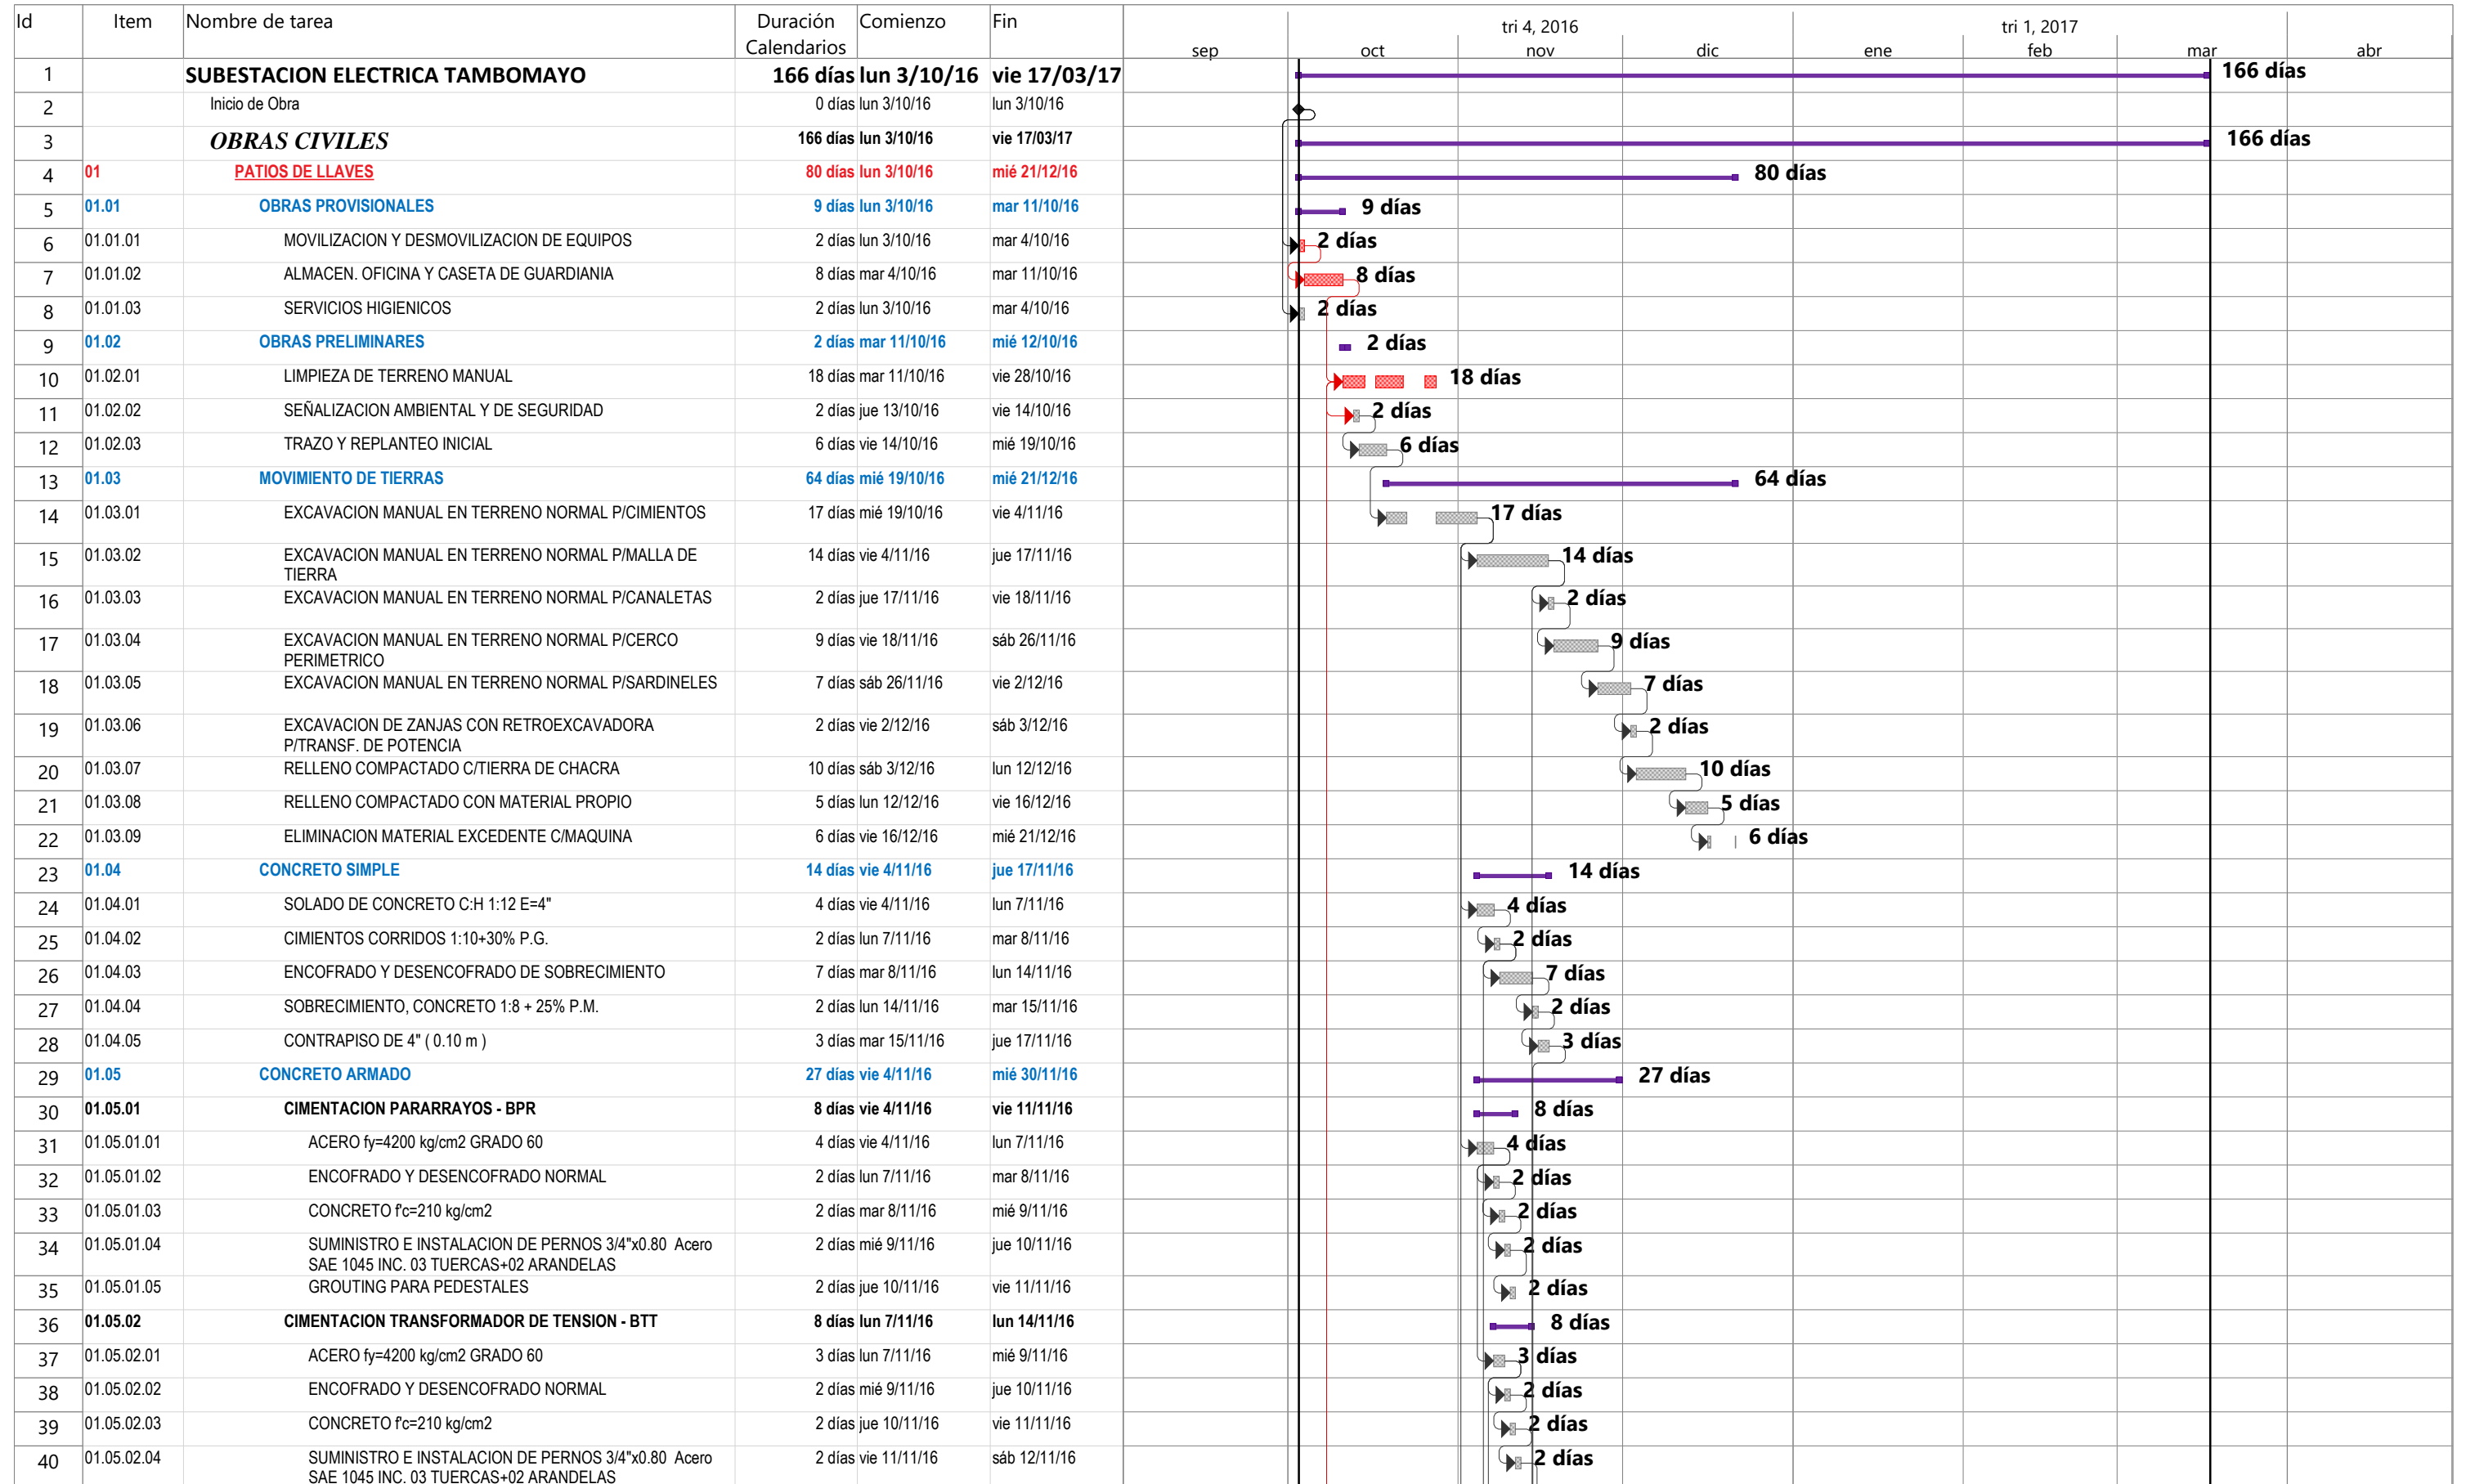 Id Item Nombre de tarea Duración Calendarios Comienzo Fin
tri 4, 2016 tri 1, 2017
sep oct nov dic ene feb mar abr
1 SUBESTACION ELECTRICA TAMBOMAYO 166 días lun 3/10/16 vie 17/03/17 166 días
2 Inicio de Obra 0 días lun 3/10/16 lun 3/10/16
3 OBRAS CIVILES 166 días lun 3/10/16 vie 17/03/17 166 días
4 01 PATIOS DE LLAVES 80 días lun 3/10/16 mié 21/12/16 80 días
5 01.01 OBRAS PROVISIONALES 9 días lun 3/10/16 mar 11/10/16 9 días
6 01.01.01 MOVILIZACION Y DESMOVILIZACION DE EQUIPOS 2 días lun 3/10/16 mar 4/10/16 2 días
7 01.01.02 ALMACEN. OFICINA Y CASETA DE GUARDIANIA 8 días mar 4/10/16 mar 11/10/16 8 días
8 01.01.03 SERVICIOS HIGIENICOS 2 días lun 3/10/16 mar 4/10/16 2 días
9 01.02 OBRAS PRELIMINARES 2 días mar 11/10/16 mié 12/10/16 2 días
10 01.02.01 LIMPIEZA DE TERRENO MANUAL 18 días mar 11/10/16 vie 28/10/16 18 días
11 01.02.02 SEÑALIZACION AMBIENTAL Y DE SEGURIDAD 2 días jue 13/10/16 vie 14/10/16 2 días
12 01.02.03 TRAZO Y REPLANTEO INICIAL 6 días vie 14/10/16 mié 19/10/16 6 días
13 01.03 MOVIMIENTO DE TIERRAS 64 días mié 19/10/16 mié 21/12/16 64 días
14 01.03.01 EXCAVACION MANUAL EN TERRENO NORMAL P/CIMIENTOS 17 días mié 19/10/16 vie 4/11/16 17 días
15 01.03.02 EXCAVACION MANUAL EN TERRENO NORMAL P/MALLA DE 14 días vie 4/11/16 jue 17/11/16 14 días
TIERRA
16 01.03.03 EXCAVACION MANUAL EN TERRENO NORMAL P/CANALETAS 2 días jue 17/11/16 vie 18/11/16 2 días
17 01.03.04 EXCAVACION MANUAL EN TERRENO NORMAL P/CERCO 9 días vie 18/11/16 sáb 26/11/16 9 días
PERIMETRICO
18 01.03.05 EXCAVACION MANUAL EN TERRENO NORMAL P/SARDINELES 7 días sáb 26/11/16 vie 2/12/16 7 días
19 01.03.06 EXCAVACION DE ZANJAS CON RETROEXCAVADORA 2 días vie 2/12/16 sáb 3/12/16 2 días
P/TRANSF. DE POTENCIA
20 01.03.07 RELLENO COMPACTADO C/TIERRA DE CHACRA 10 días sáb 3/12/16 lun 12/12/16 10 días
21 01.03.08 RELLENO COMPACTADO CON MATERIAL PROPIO 5 días lun 12/12/16 vie 16/12/16 5 días
22 01.03.09 ELIMINACION MATERIAL EXCEDENTE C/MAQUINA 6 días vie 16/12/16 mié 21/12/16 6 días
23 01.04 CONCRETO SIMPLE 14 días vie 4/11/16 jue 17/11/16 14 días
24 01.04.01 SOLADO DE CONCRETO C:H 1:12 E=4" 4 días vie 4/11/16 lun 7/11/16 4 días
25 01.04.02 CIMIENTOS CORRIDOS 1:10+30% P.G. 2 días lun 7/11/16 mar 8/11/16 2 días
26 01.04.03 ENCOFRADO Y DESENCOFRADO DE SOBRECIMIENTO 7 días mar 8/11/16 lun 14/11/16 7 días
27 01.04.04 SOBRECIMIENTO, CONCRETO 1:8 + 25% P.M. 2 días lun 14/11/16 mar 15/11/16 2 días
28 01.04.05 CONTRAPISO DE 4" ( 0.10 m ) 3 días mar 15/11/16 jue 17/11/16 3 días
29 01.05 CONCRETO ARMADO 27 días vie 4/11/16 mié 30/11/16 27 días
30 01.05.01 CIMENTACION PARARRAYOS - BPR 8 días vie 4/11/16 vie 11/11/16 8 días
31 01.05.01.01 ACERO fy=4200 kg/cm2 GRADO 60 4 días vie 4/11/16 lun 7/11/16 4 días
32 01.05.01.02 ENCOFRADO Y DESENCOFRADO NORMAL 2 días lun 7/11/16 mar 8/11/16 2 días
33 01.05.01.03 CONCRETO f'c=210 kg/cm2 2 días mar 8/11/16 mié 9/11/16 2 días
34 01.05.01.04 SUMINISTRO E INSTALACION DE PERNOS 3/4"x0.80 Acero 2 días mié 9/11/16 jue 10/11/16 2 días
SAE 1045 INC. 03 TUERCAS+02 ARANDELAS
35 01.05.01.05 GROUTING PARA PEDESTALES 2 días jue 10/11/16 vie 11/11/16 2 días
36 01.05.02 CIMENTACION TRANSFORMADOR DE TENSION - BTT 8 días lun 7/11/16 lun 14/11/16 8 días
37 01.05.02.01 ACERO fy=4200 kg/cm2 GRADO 60 3 días lun 7/11/16 mié 9/11/16 3 días
38 01.05.02.02 ENCOFRADO Y DESENCOFRADO NORMAL 2 días mié 9/11/16 jue 10/11/16 2 días
39 01.05.02.03 CONCRETO f'c=210 kg/cm2 2 días jue 10/11/16 vie 11/11/16 2 días
40 01.05.02.04 SUMINISTRO E INSTALACION DE PERNOS 3/4"x0.80 Acero 2 días vie 11/11/16 sáb 12/11/16 2 días
SAE 1045 INC. 03 TUERCAS+02 ARANDELAS